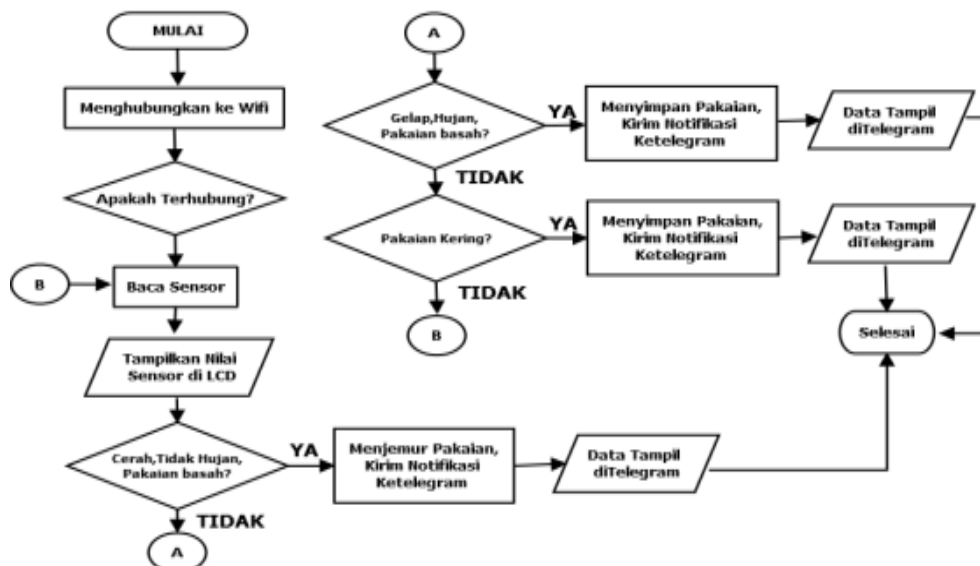 MULAI
Menghubungkan ke Wifi
Apakah Terhubung?
B
Baca Sensor
Tampilkan Nilai
Sensor di LCD
Cerah,Tidak Hujan,
Pakaian basah?
YA
Menjemur Pakaian,
Kirim Notifikasi
Ketelegram
Data Tampil
diTelegram
TIDAK
A
A
Gelap,Hujan,
Pakaian basah?
YA
Menyimpan Pakaian,
Kirim Notifikasi
Ketelegram
Data Tampil
diTelegram
TIDAK
Pakaian Kering?
YA
Menyimpan Pakaian,
Kirim Notifikasi
Ketelegram
Data Tampil
diTelegram
TIDAK
B
Selesai